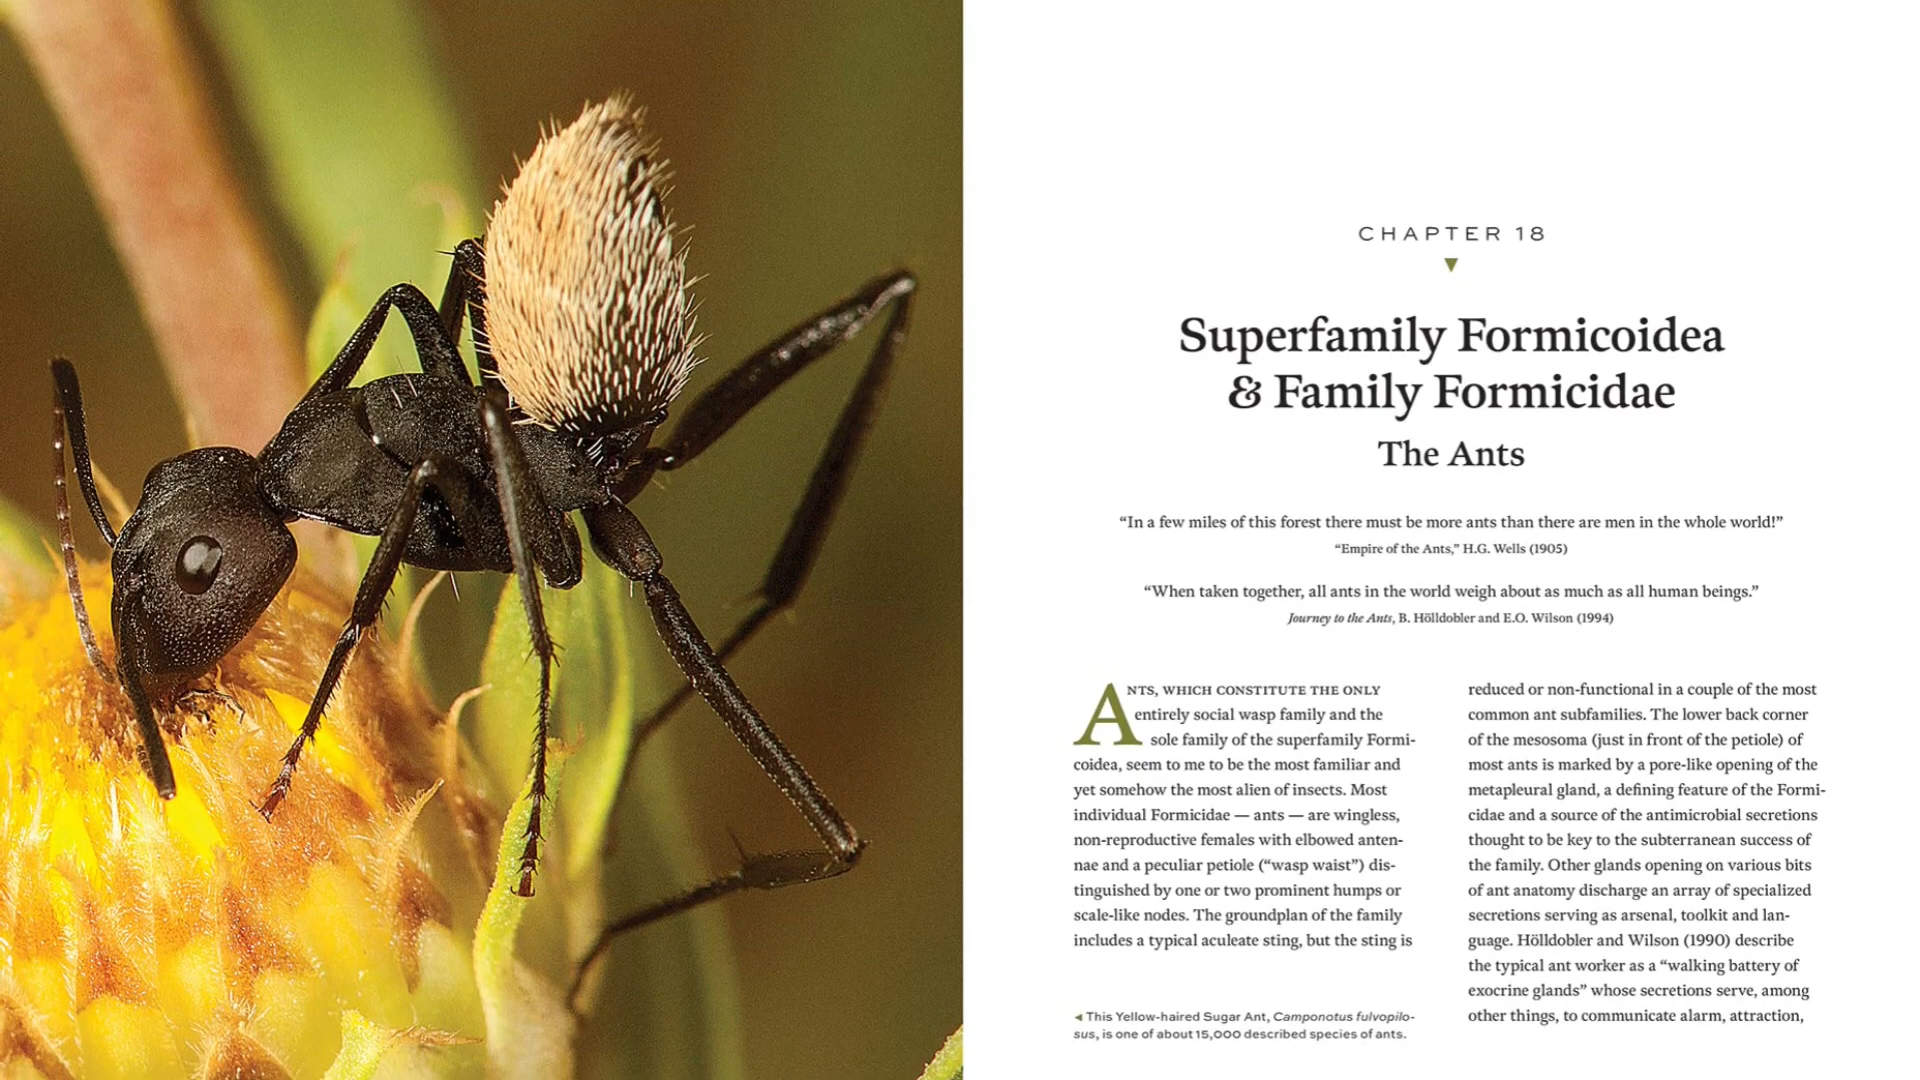 CHAPTER 18
Superfamily Formicoidea
& Family Formicidae
The Ants
“In a few miles of this forest there must be more ants than there are men in the whole world!”
“Empire of the Ants,” H.G. Wells (1905)
“When taken together, all ants in the world weigh about as much as all human beings.”
Journey to the Ants, B. Hölldobler and E.O. Wilson (1994)
ANTS, WHICH CONSTITUTE THE ONLY
entirely social wasp family and the
sole family of the superfamily Formi-
coidea, seem to me to be the most familiar and
yet somehow the most alien of insects. Most
individual Formicidae — ants — are wingless,
non-reproductive females with elbowed anten-
nae and a peculiar petiole (“wasp waist”) dis-
tinguished by one or two prominent humps or
scale-like nodes. The groundplan of the family
includes a typical aculeate sting, but the sting is
reduced or non-functional in a couple of the most
common ant subfamilies. The lower back corner
of the mesosoma (just in front of the petiole) of
most ants is marked by a pore-like opening of the
metapleural gland, a defining feature of the Formi-
cidae and a source of the antimicrobial secretions
thought to be key to the subterranean success of
the family. Other glands opening on various bits
of ant anatomy discharge an array of specialized
secretions serving as arsenal, toolkit and lan-
guage. Hölldobler and Wilson (1990) describe
the typical ant worker as a “walking battery of
exocrine glands” whose secretions serve, among
other things, to communicate alarm, attraction,
◂ This Yellow-haired Sugar Ant, Camponotus fulvopilo-
sus, is one of about 15,000 described species of ants.